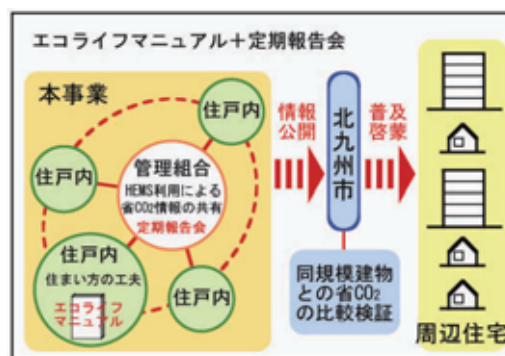 エコライフマニュアル＋定期報告会
本事業
住戸内
住戸内
管理組合
HEMS利用による
省CO₂情報の共有
定期報告会
住戸内
住まい方の工夫
エコライフ
マニュアル
住戸内
情報
公開
北九州市
普及
啓蒙
同規模建物
との省CO₂
の比較検証
周辺住宅